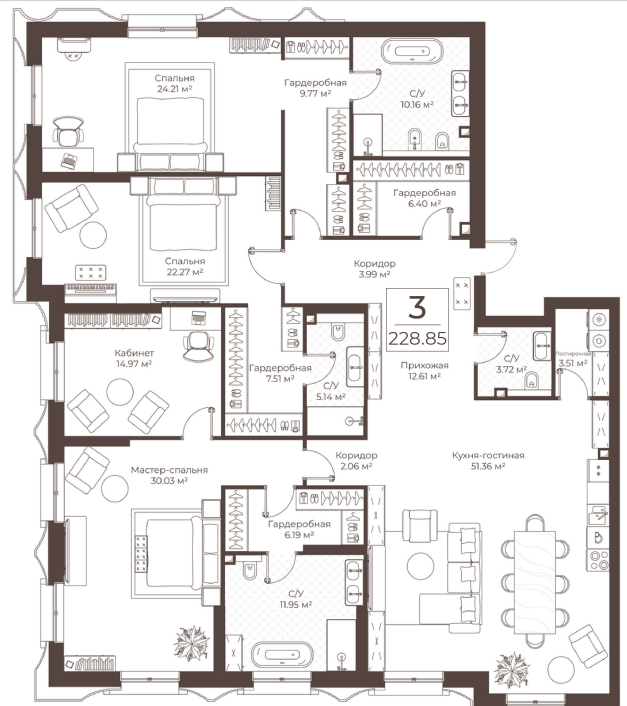 Спальня
24.21 м²
Гардеробная
9.77 м²
С/У
10.16 м²
Гардеробная
6.40 м²
Спальня
22.27 м²
Коридор
3.99 м²
3
228.85
Кабинет
14.97 м²
Гардеробная
7.51 м²
С/У
5.14 м²
Прихожая
12.61 м²
С/У
3.72 м²
Постирочная
3.51 м²
Мастер-спальня
30.03 м²
Коридор
2.06 м²
Кухня-гостиная
51.36 м²
Гардеробная
6.19 м²
С/У
11.95 м²